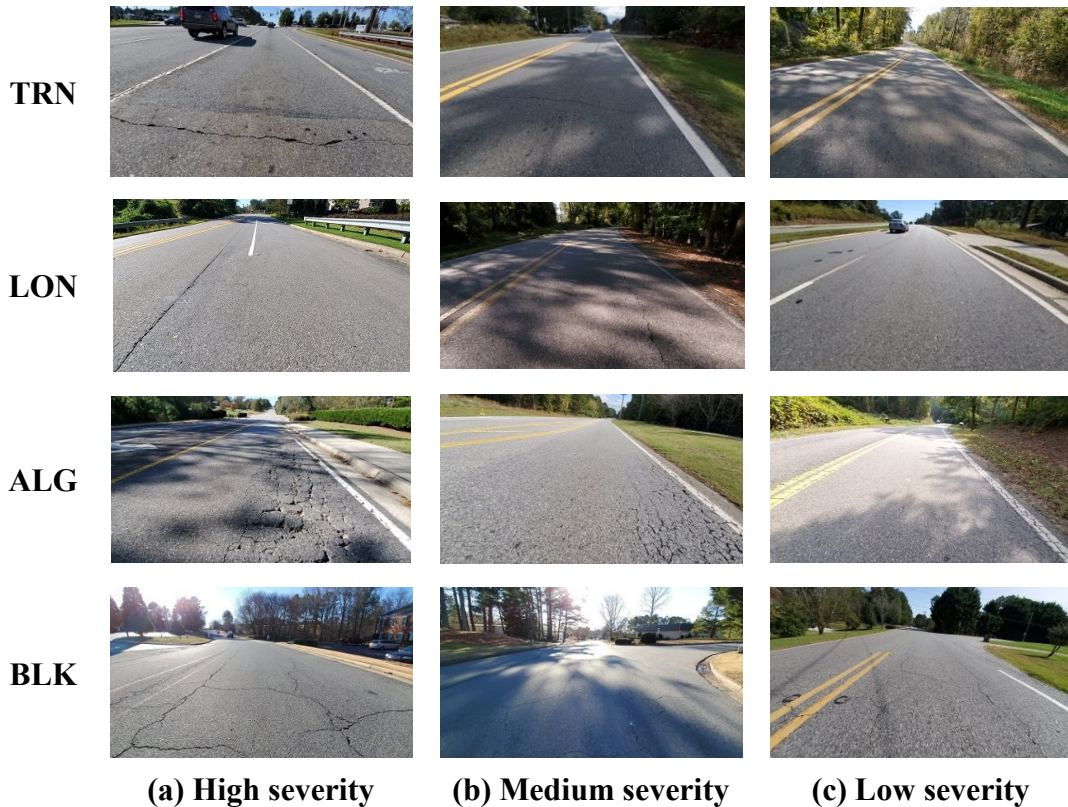 TRN
LON
ALG
BLK
(a) High severity
(b) Medium severity
(c) Low severity